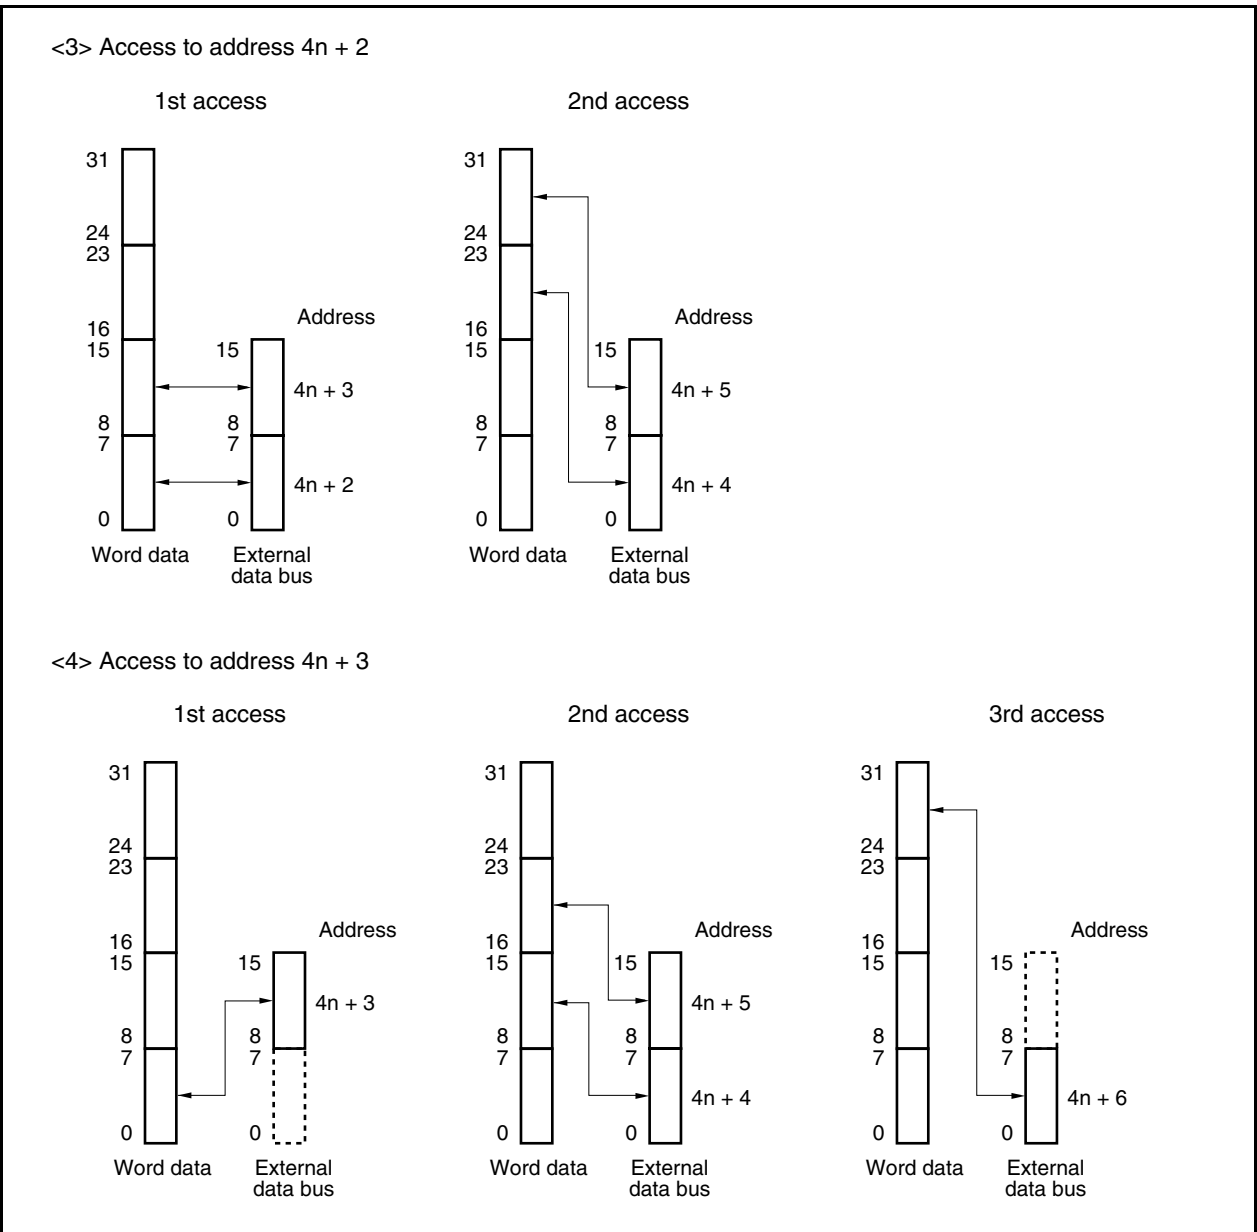 <3> Access to address 4n + 2
1st access
31
24
23
16
15
8
7
0
Word data
Address
15
8
7
0
4n + 3
4n + 2
External
data bus
2nd access
31
24
23
16
15
8
7
0
Word data
Address
15
8
7
0
4n + 5
4n + 4
External
data bus
<4> Access to address 4n + 3
1st access
31
24
23
16
15
8
7
0
Word data
Address
15
8
7
0
4n + 3
External
data bus
2nd access
31
24
23
16
15
8
7
0
Word data
Address
15
8
7
0
4n + 5
4n + 4
External
data bus
3rd access
31
24
23
16
15
8
7
0
Word data
Address
15
8
7
0
4n + 6
External
data bus